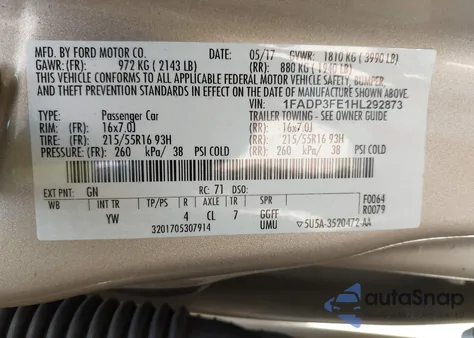 MFD. BY FORD MOTOR CO. DATE: 05/17 GVWR: 1810 KG ( 3990 LB)
GAWR: (FR): 972 KG ( 2143 LB) (RR): 880 KG ( LB)
THIS VEHICLE CONFORMS TO ALL APPLICABLE FEDERAL MOTOR VEHICLE SAFETY, BUMPER,
AND THEFT PREVENTION STANDARDS IN EFFECT ON THE DATE OF MANUFACTURE SHOWN ABOVE.
VIN: 1FADP3FE1HL292873
TYPE: Passenger Car TRAILER TOWING - SEE OWNER GUIDE
RIM: (FR): 16x7.0J (RR): 16x7.0J
TIRE: (FR): 215/55R16 93H (RR): 215/55R16 93H
PRESSURE: (FR): 260 kPa/ 38 PSI COLD (RR): 260 kPa/ 38 PSI COLD
EXT PNT: GN RC: 71 DSO:
WB INT TR TP/PS R AXLE TR SPR F0064
YW 4 CL 7 GGFF R0079
3201705307914 UMU 5U5A-3520472-AA
autoSnap